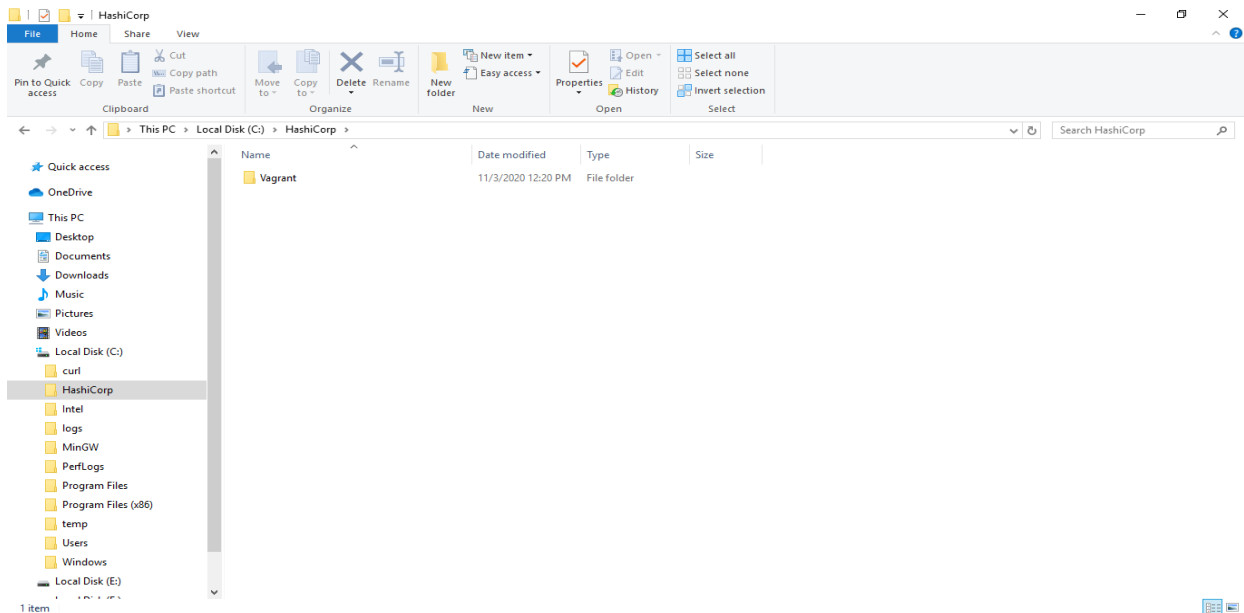 HashiCorp
File Home Share View
Pin to Quick access
Copy
Paste
Cut
Copy path
Paste shortcut
Clipboard
Move to
Copy to
Delete
Rename
Organize
New folder
New item
Easy access
New
Properties
Open
Edit
History
Open
Select all
Select none
Invert selection
Select
This PC > Local Disk (C:) > HashiCorp >
Search HashiCorp
Name Date modified Type Size
Vagrant 11/3/2020 12:20 PM File folder
Quick access
OneDrive
This PC
Desktop
Documents
Downloads
Music
Pictures
Videos
Local Disk (C:)
curl
HashiCorp
Intel
logs
MinGW
PerfLogs
Program Files
Program Files (x86)
temp
Users
Windows
Local Disk (E:)
1 item